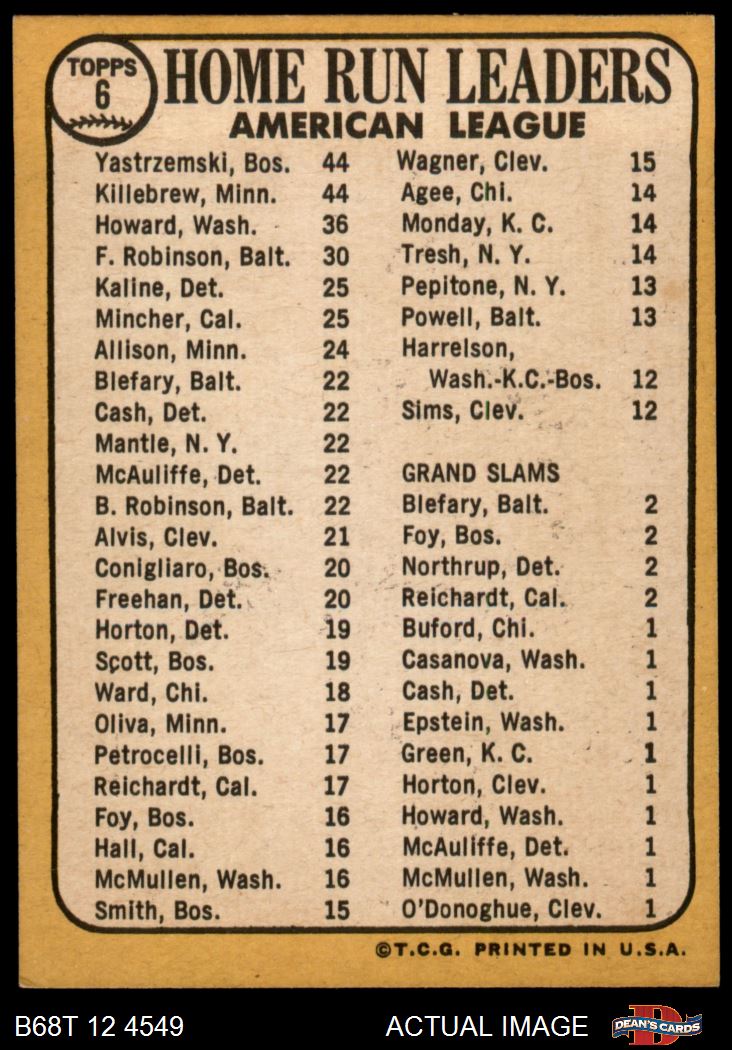 TOPPS
6
HOME RUN LEADERS
AMERICAN LEAGUE
Yastrzemski, Bos. 44
Killebrew, Minn. 44
Howard, Wash. 36
F. Robinson, Balt. 30
Kaline, Det. 25
Mincher, Cal. 25
Allison, Minn. 24
Blefary, Balt. 22
Cash, Det. 22
Mantle, N. Y. 22
McAuliffe, Det. 22
B. Robinson, Balt. 22
Alvis, Clev. 21
Conigliaro, Bos. 20
Freehan, Det. 20
Horton, Det. 19
Scott, Bos. 19
Ward, Chi. 18
Oliva, Minn. 17
Petrocelli, Bos. 17
Reichardt, Cal. 17
Foy, Bos. 16
Hall, Cal. 16
McMullen, Wash. 16
Smith, Bos. 15
Wagner, Clev. 15
Agee, Chi. 14
Monday, K. C. 14
Tresh, N. Y. 14
Pepitone, N. Y. 13
Powell, Balt. 13
Harrelson,
Wash.-K.C.-Bos. 12
Sims, Clev. 12
GRAND SLAMS
Blefary, Balt. 2
Foy, Bos. 2
Northrup, Det. 2
Reichardt, Cal. 2
Buford, Chi. 1
Casanova, Wash. 1
Cash, Det. 1
Epstein, Wash. 1
Green, K. C. 1
Horton, Clev. 1
Howard, Wash. 1
McAuliffe, Det. 1
McMullen, Wash. 1
O'Donoghue, Clev. 1
©T.C.G. PRINTED IN U.S.A.
B68T 12 4549
ACTUAL IMAGE
D
DEAN'S CARDS